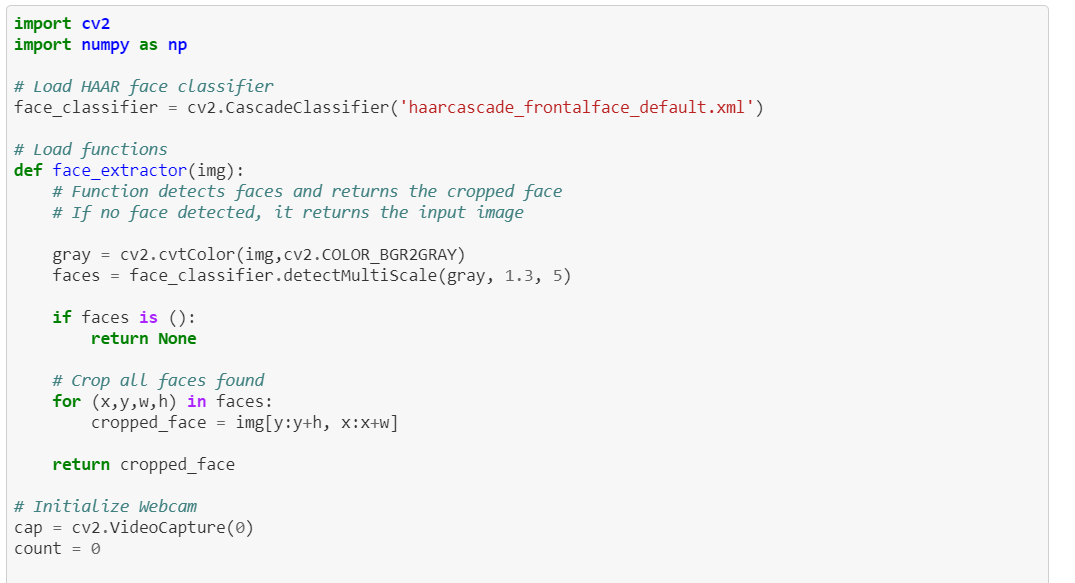 import cv2
import numpy as np
# Load HAAR face classifier
face_classifier = cv2.CascadeClassifier('haarcascade_frontalface_default.xml')
# Load functions
def face_extractor(img):
    # Function detects faces and returns the cropped face
    # If no face detected, it returns the input image
    gray = cv2.cvtColor(img,cv2.COLOR_BGR2GRAY)
    faces = face_classifier.detectMultiScale(gray, 1.3, 5)
    if faces is ():
        return None
    # Crop all faces found
    for (x,y,w,h) in faces:
        cropped_face = img[y:y+h, x:x+w]
    return cropped_face
# Initialize Webcam
cap = cv2.VideoCapture(0)
count = 0